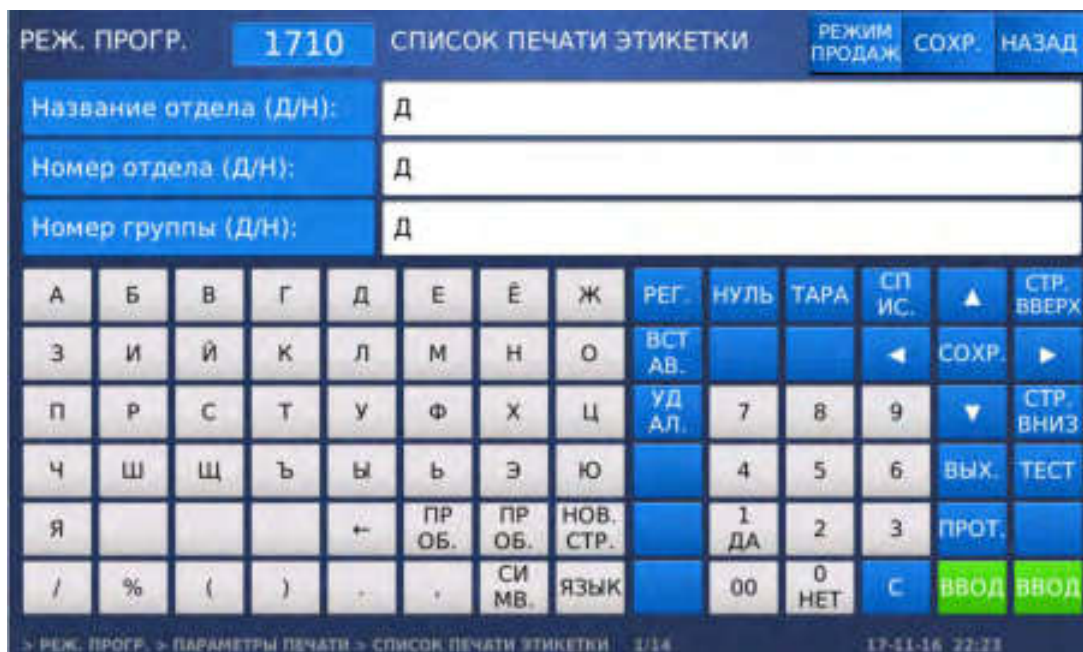 РЕЖ. ПРОГР. 1710 СПИСОК ПЕЧАТИ ЭТИКЕТКИ РЕЖИМ ПРОДАЖ СОХР. НАЗАД
Название отдела (Д/Н): Д
Номер отдела (Д/Н): Д
Номер группы (Д/Н): Д
А Б В Г Д Е Ё Ж РЕГ. НУЛЬ ТАРА СП ИС. ▲ СТР. ВВЕРХ
З И Й К Л М Н О ВСТ АВ. ◄ СОХР. ►
П Р С Т У Ф Х Ц УД АЛ. 7 8 9 ▼ СТР. ВНИЗ
Ч Ш Щ Ъ Ы Ь Э Ю 4 5 6 ВЫХ. ТЕСТ
Я ← ПР ОБ. ПР ОБ. НОВ. СТР. 1 ДА 2 3 ПРОТ.
/ % ( ) . , СИ МВ. ЯЗЫК 00 0 НЕТ С ВВОД ВВОД
> РЕЖ. ПРОГР. > ПАРАМЕТРЫ ПЕЧАТИ > СПИСОК ПЕЧАТИ ЭТИКЕТКИ 1/14 17-11-16 22:23